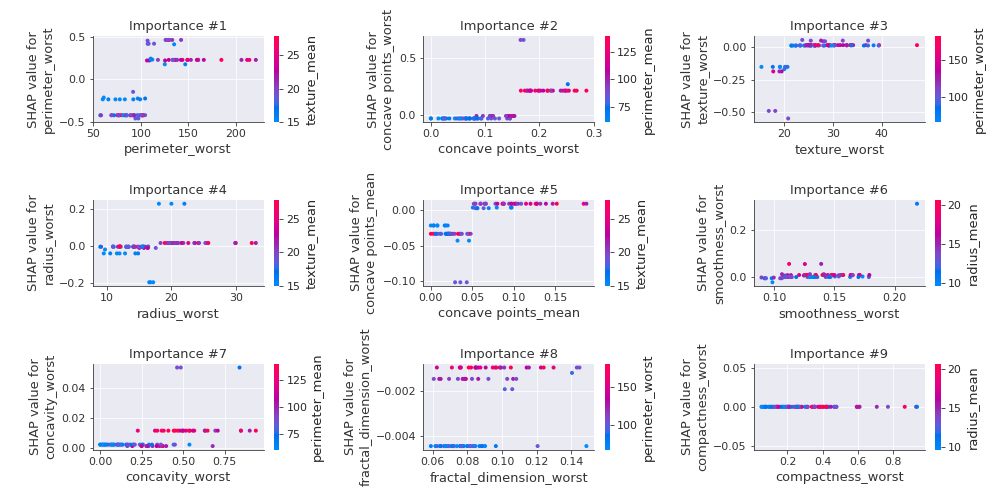 Importance #1
SHAP value for
perimeter_worst
0.5
0.0
−0.5
50
100
150
200
perimeter_worst
25
20
15
texture_mean
Importance #2
SHAP value for
concave points_worst
0.5
0.0
0.0
0.1
0.2
0.3
concave points_worst
125
100
75
perimeter_mean
Importance #3
SHAP value for
texture_worst
0.00
−0.25
−0.50
20
30
40
texture_worst
150
100
perimeter_worst
Importance #4
SHAP value for
radius_worst
0.2
0.0
−0.2
10
20
30
radius_worst
25
20
15
texture_mean
Importance #5
SHAP value for
concave points_mean
0.00
−0.05
−0.10
0.00
0.05
0.10
0.15
concave points_mean
25
20
15
texture_mean
Importance #6
SHAP value for
smoothness_worst
0.2
0.0
0.10
0.15
0.20
smoothness_worst
20
15
10
radius_mean
Importance #7
SHAP value for
concavity_worst
0.04
0.02
0.00
0.00
0.25
0.50
0.75
concavity_worst
125
100
75
perimeter_mean
Importance #8
SHAP value for
fractal_dimension_worst
−0.002
−0.004
0.06
0.08
0.10
0.12
0.14
fractal_dimension_worst
150
100
perimeter_worst
Importance #9
SHAP value for
compactness_worst
0.05
0.00
−0.05
0.2
0.4
0.6
0.8
compactness_worst
20
15
10
radius_mean